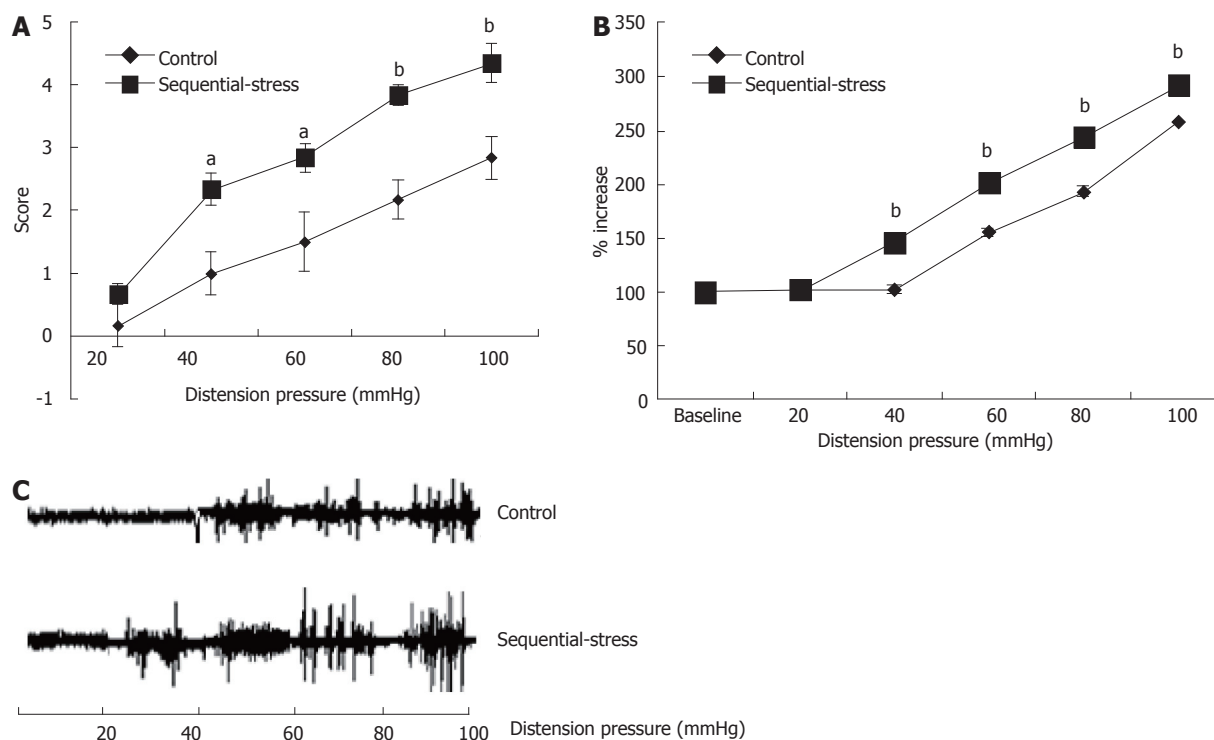 A
5
4
3
2
1
0
-1
Score
Control
Sequential-stress
a
a
b
b
20 40 60 80 100
Distension pressure (mmHg)
B
350
300
250
200
150
100
50
0
% increase
Control
Sequential-stress
b
b
b
b
Baseline 20 40 60 80 100
Distension pressure (mmHg)
C
Control
Sequential-stress
20 40 60 80 100 Distension pressure (mmHg)